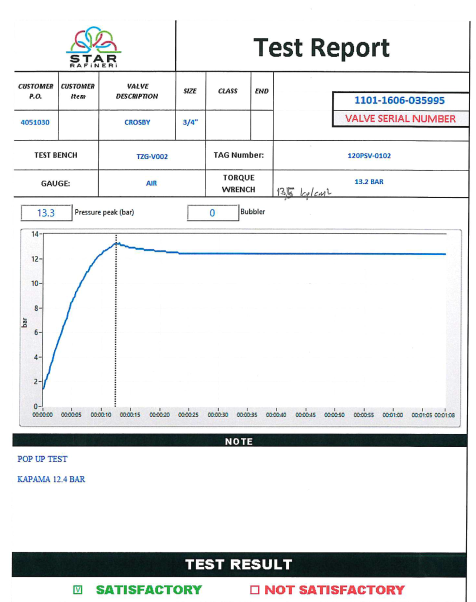 STAR
RAFİNERİ
Test Report
CUSTOMER P.O.
CUSTOMER Item
VALVE DESCRIPTION
SIZE
CLASS
END
1101-1606-035995
VALVE SERIAL NUMBER
4051030
CROSBY
3/4"
TEST BENCH
TZG-V002
TAG Number:
120PSV-0102
GAUGE:
AIR
TORQUE WRENCH
13.2 BAR
13.3
Pressure peak (bar)
0
Bubbler
bar
14
12
10
8
6
4
2
0
00:00:00 00:00:05 00:00:10 00:00:15 00:00:20 00:00:25 00:00:30 00:00:35 00:00:40 00:00:45 00:00:50 00:00:55 00:01:00 00:01:05 00:01:08
NOTE
POP UP TEST
KAPAMA 12.4 BAR
TEST RESULT
SATISFACTORY
NOT SATISFACTORY